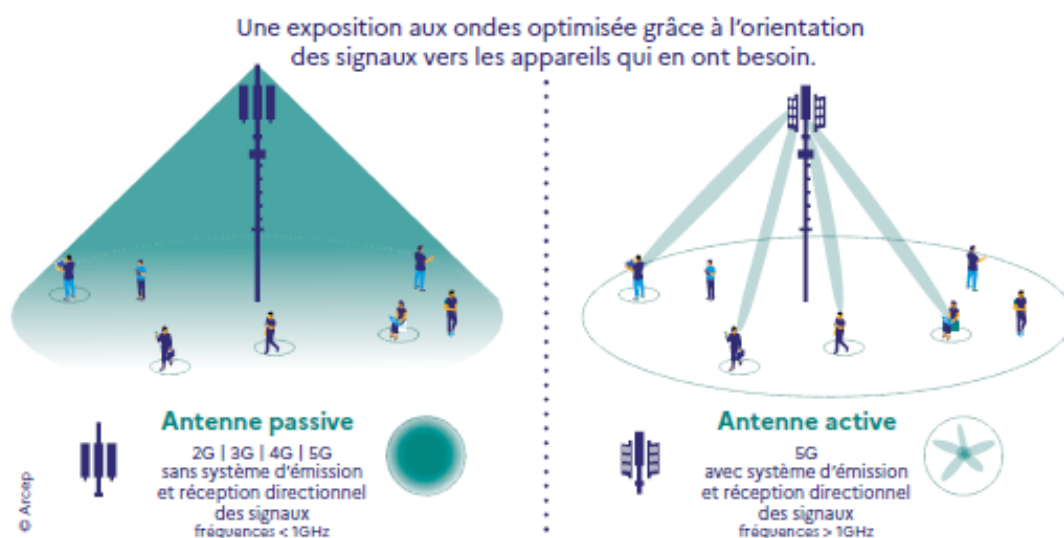 Une exposition aux ondes optimisée grâce à l'orientation
des signaux vers les appareils qui en ont besoin.
Antenne passive
2G | 3G | 4G | 5G
sans système d'émission
et réception directionnel
des signaux
fréquences < 1GHz
Antenne active
5G
avec système d'émission
et réception directionnel
des signaux
fréquences > 1GHz
© Arcep